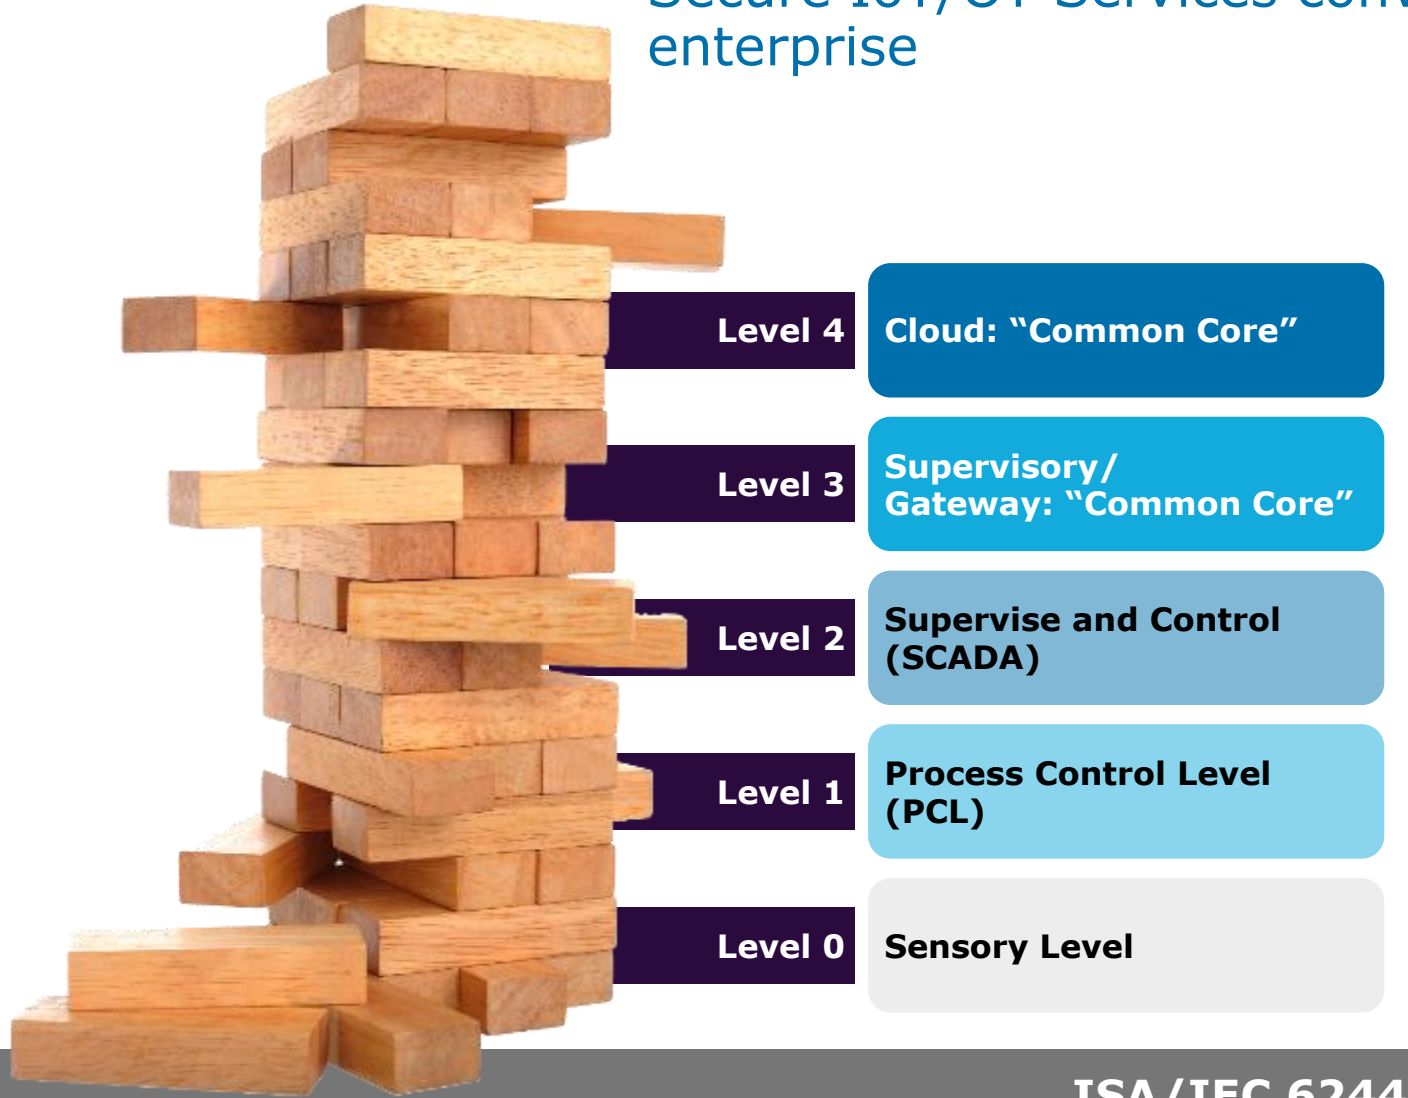 enterprise
Level 4
Cloud: “Common Core”
Level 3
Supervisory/
Gateway: “Common Core”
Level 2
Supervise and Control
(SCADA)
Level 1
Process Control Level
(PCL)
Level 0
Sensory Level